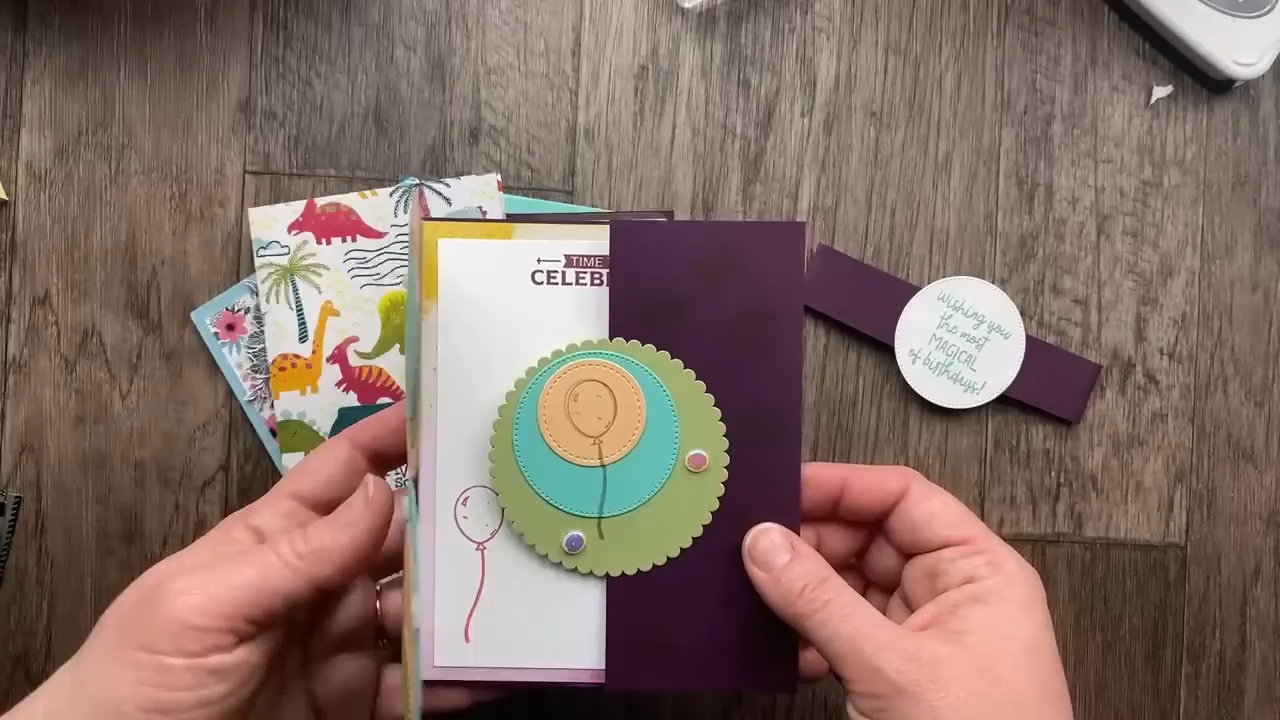 TIME
CELEB
Wishing you
the most
MAGICAL
of birthdays!